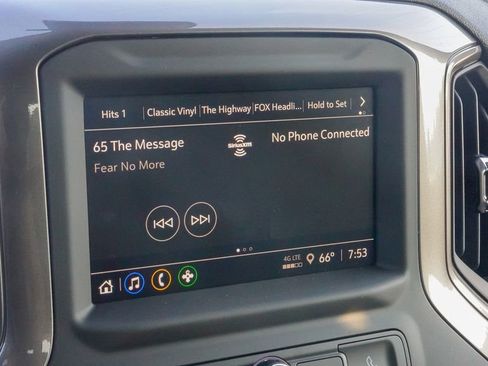 Hits 1 Classic Vinyl The Highway FOX Headli... Hold to Set
65 The Message SiriusXM No Phone Connected
Fear No More
4G LTE 66° 7:53